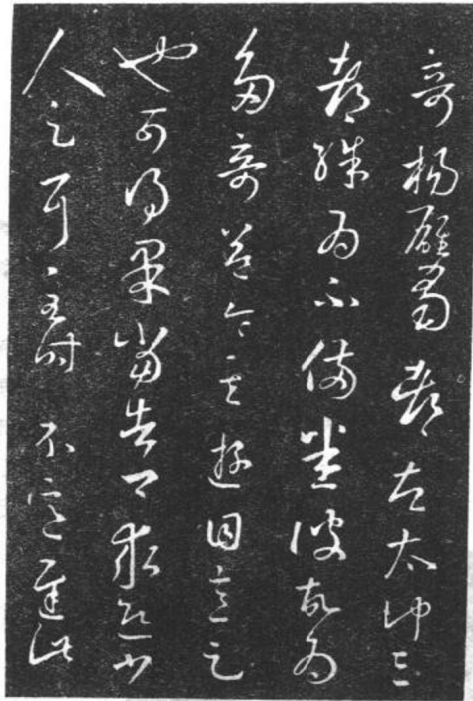 奇揚雄蜀都左太沖三
都殊為不備悉彼故為
多奇益令其遊目意足
也可得果當告卿求迎少
人足耳至時示意遲此